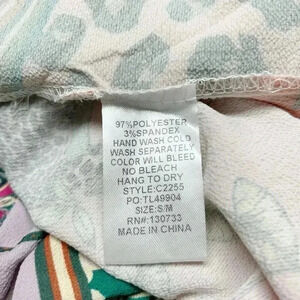 97%POLYESTER
3%SPANDEX
HAND WASH COLD
WASH SEPARATELY
COLOR WILL BLEED
NO BLEACH
HANG TO DRY
STYLE:C2255
PO:TL49904
SIZE:S/M
RN#:130733
MADE IN CHINA